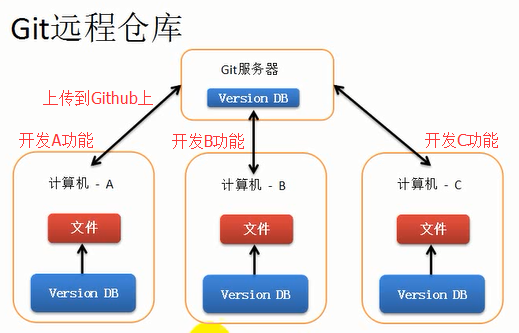 Git远程仓库
Git服务器
Version DB
上传到Github上
开发A功能
开发B功能
开发C功能
计算机 - A
计算机 - B
计算机 - C
文件
文件
文件
Version DB
Version DB
Version DB